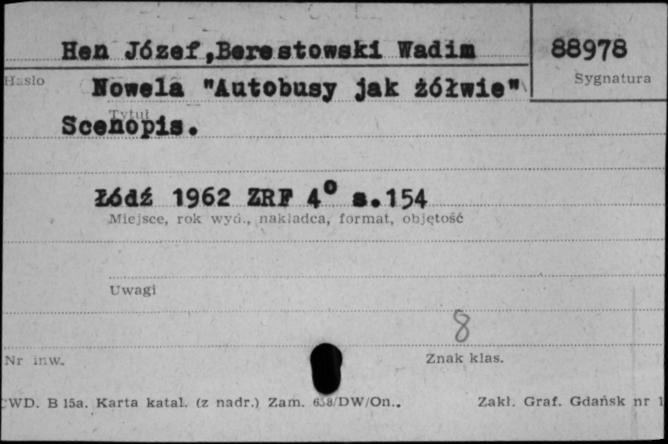 Hen Józef,Berestowski Wadim
88978
Hasło
Sygnatura
Nowela "Autobusy jak żółwie"
Tytuł
Scenopis.
Łódź 1962 ZRF 4° s.154
Miejsce, rok wyd., nakładca, format, objętość
Uwagi
8
Nr inw.
Znak klas.
WD. B 15a. Karta katal. (z nadr.) Zam. 658/DW/On..
Zakł. Graf. Gdańsk nr 1